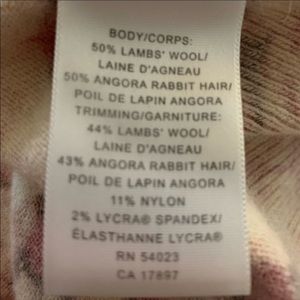 BODY/CORPS:
50% LAMBS' WOOL/
LAINE D'AGNEAU
50% ANGORA RABBIT HAIR/
POIL DE LAPIN ANGORA
TRIMMING/GARNITURE:
44% LAMBS' WOOL/
LAINE D'AGNEAU
43% ANGORA RABBIT HAIR/
POIL DE LAPIN ANGORA
11% NYLON
2% LYCRA® SPANDEX/
ÉLASTHANNE LYCRA®
RN 54023
CA 17897